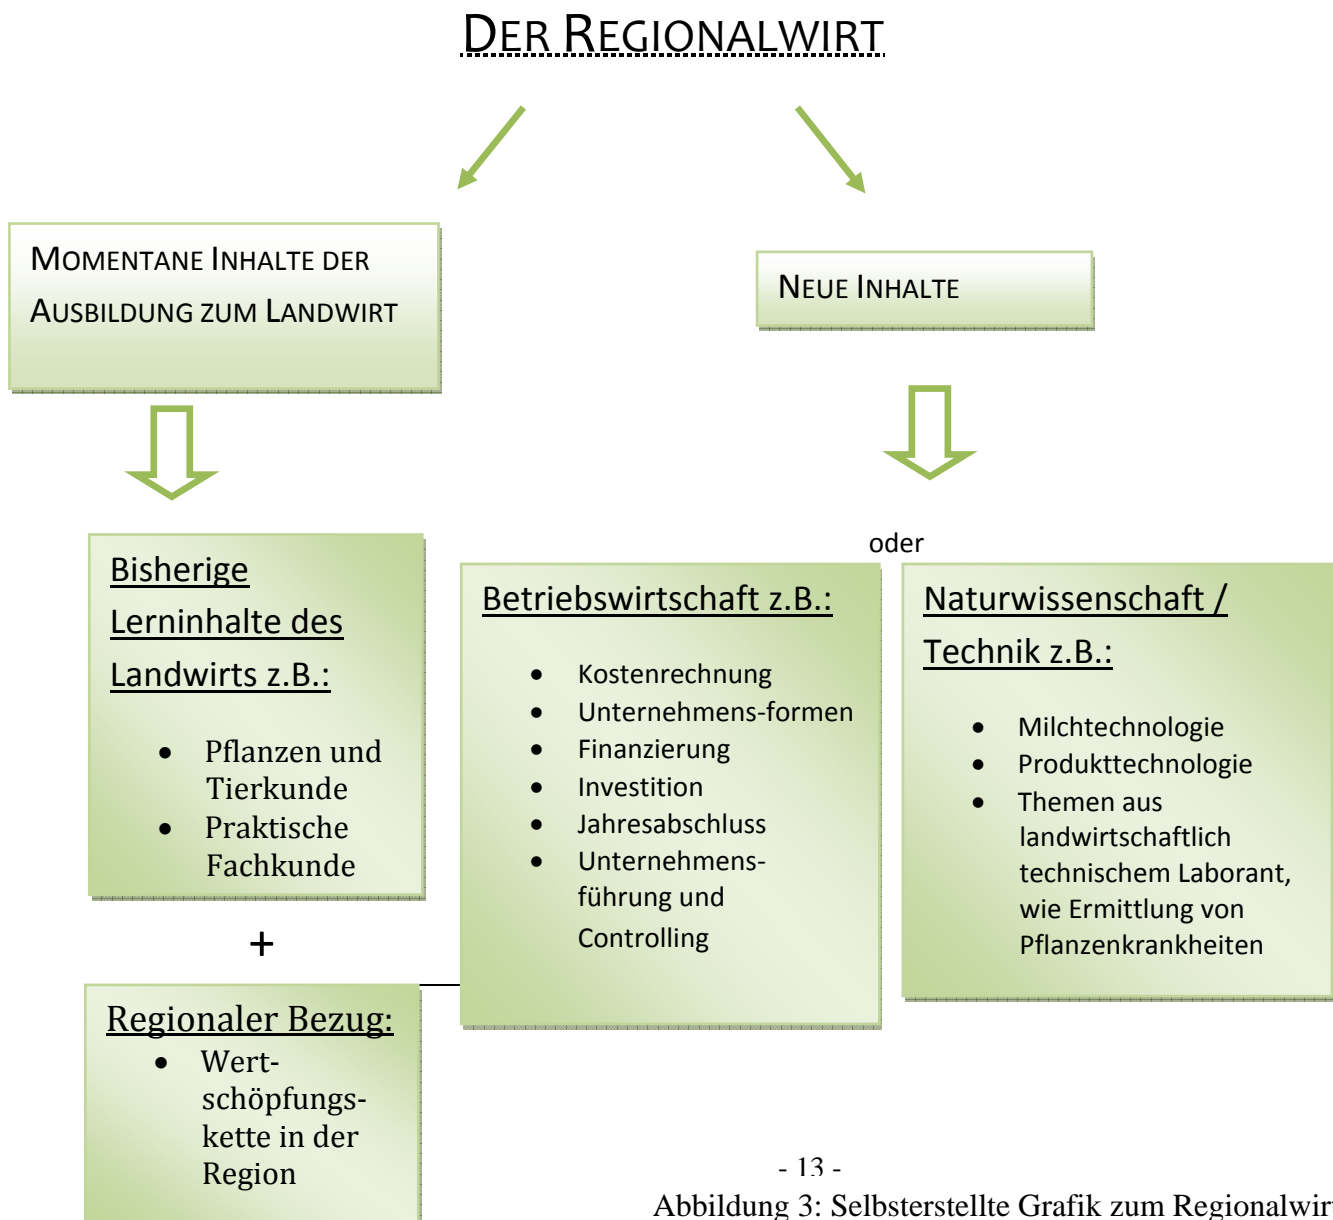 DER REGIONALWIRT
MOMENTANE INHALTE DER
AUSBILDUNG ZUM LANDWIRT
NEUE INHALTE
Bisherige
Lerninhalte des
Landwirts z.B.:
• Pflanzen und
Tierkunde
• Praktische
Fachkunde
+
Regionaler Bezug:
• Wert-
schöpfungs-
kette in der
Region
oder
Betriebswirtschaft z.B.:
• Kostenrechnung
• Unternehmens-formen
• Finanzierung
• Investition
• Jahresabschluss
• Unternehmens-
führung und
Controlling
Naturwissenschaft /
Technik z.B.:
• Milchtechnologie
• Produkttechnologie
• Themen aus
landwirtschaftlich
technischem Laborant,
wie Ermittlung von
Pflanzenkrankheiten
- 13 -
Abbildung 3: Selbsterstellte Grafik zum Regionalwir